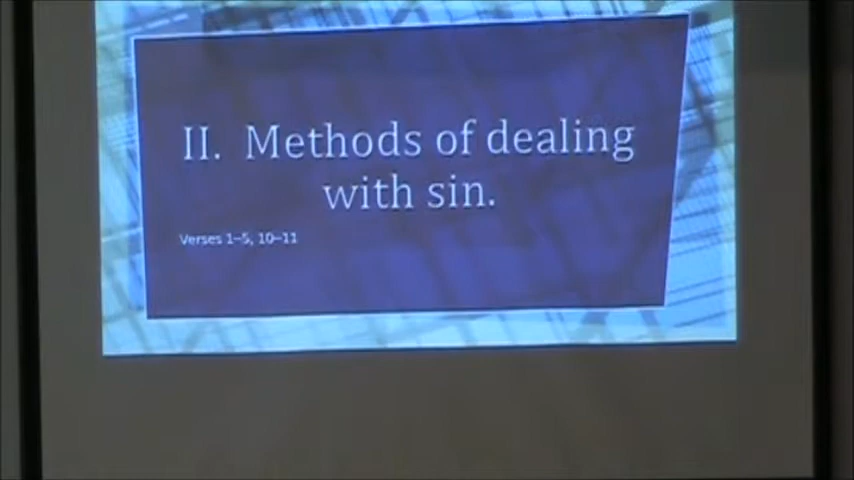 II. Methods of dealing
with sin.
Verses 1–5, 10–11